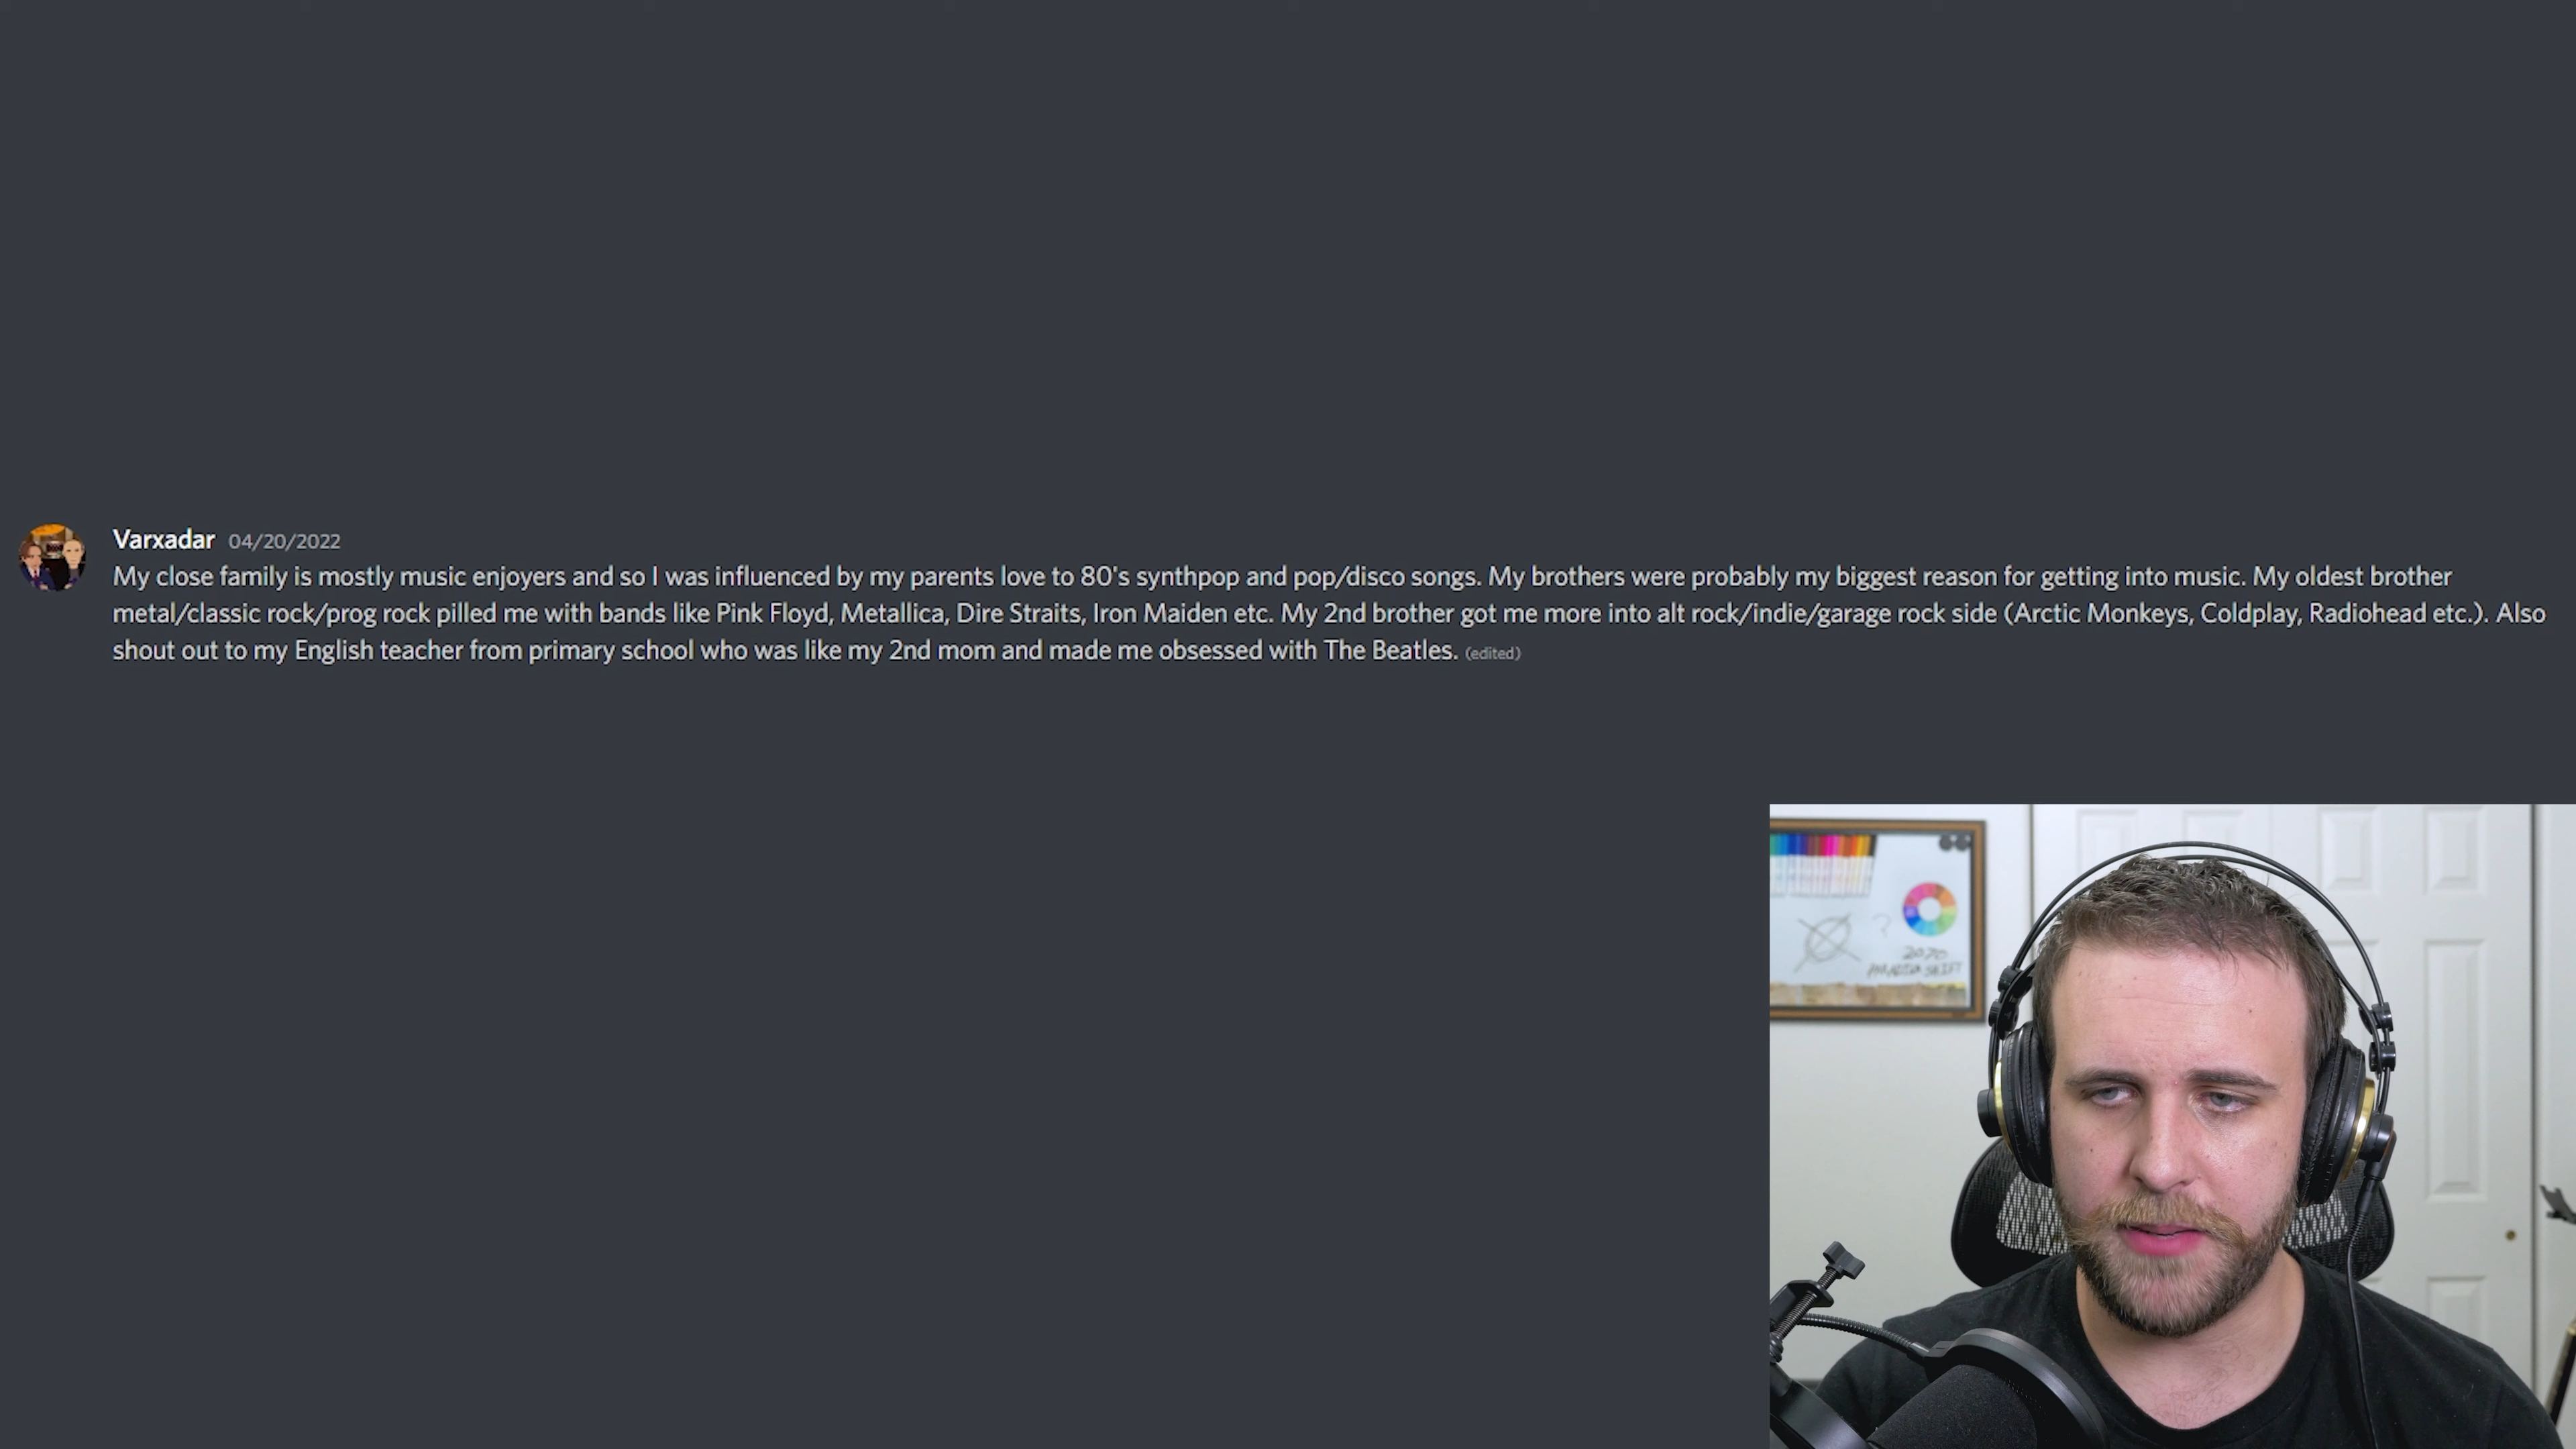 Varxadar 04/20/2022
My close family is mostly music enjoyers and so I was influenced by my parents love to 80's synthpop and pop/disco songs. My brothers were probably my biggest reason for getting into music. My oldest brother
metal/classic rock/prog rock pilled me with bands like Pink Floyd, Metallica, Dire Straits, Iron Maiden etc. My 2nd brother got me more into alt rock/indie/garage rock side (Arctic Monkeys, Coldplay, Radiohead etc.). Also
shout out to my English teacher from primary school who was like my 2nd mom and made me obsessed with The Beatles. (edited)
?
2020